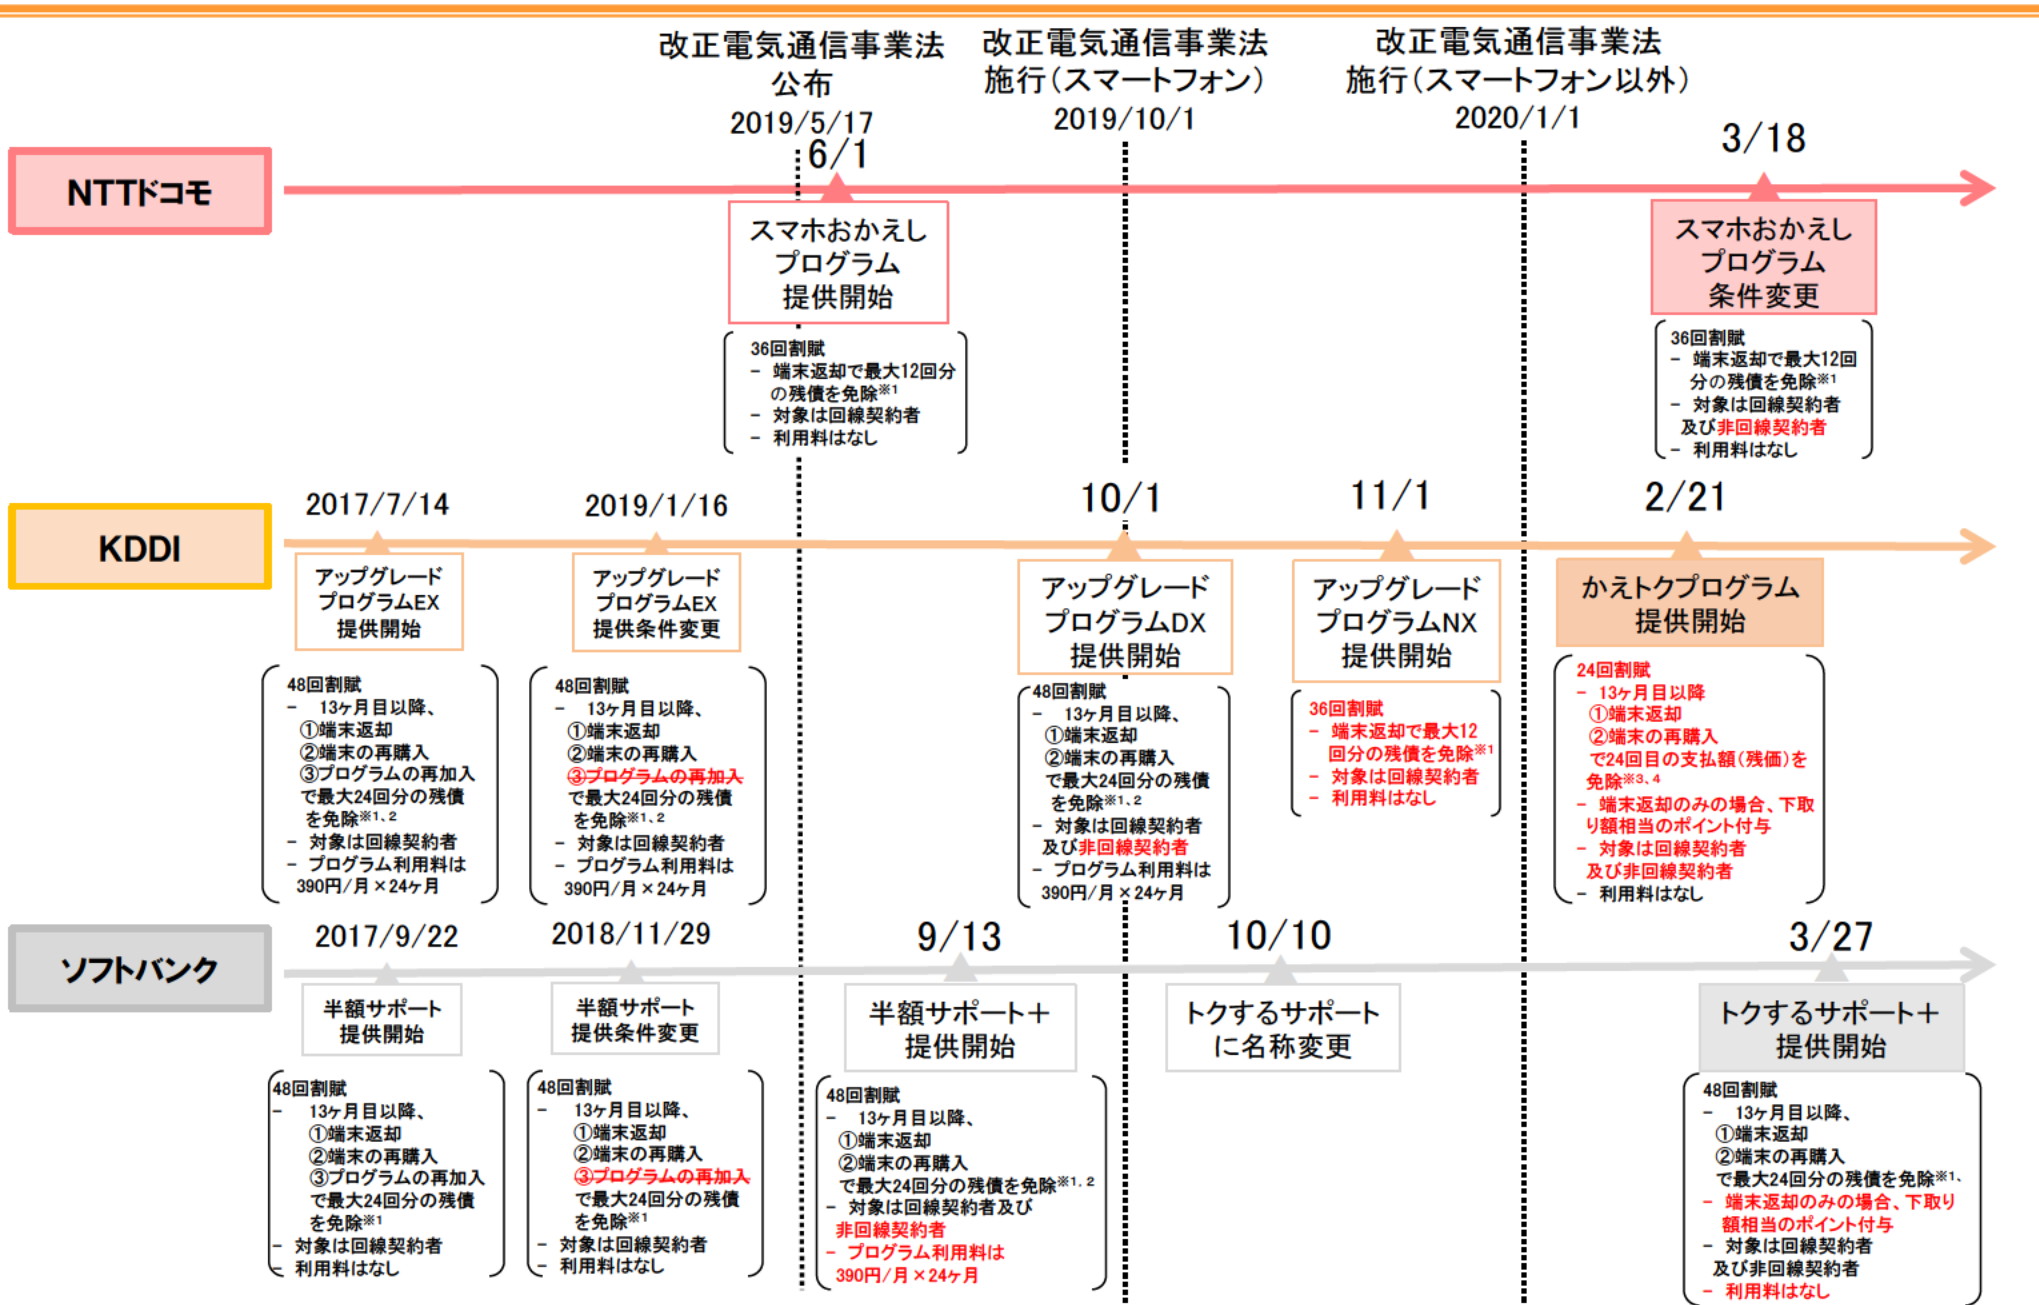 改正電気通信事業法
公布
2019/5/17
改正電気通信事業法
施行(スマートフォン)
2019/10/1
改正電気通信事業法
施行(スマートフォン以外)
2020/1/1
NTTドコモ
6/1
スマホおかえし
プログラム
提供開始
36回割賦
－ 端末返却で最大12回分
の残債を免除※1
－ 対象は回線契約者
－ 利用料はなし
3/18
スマホおかえし
プログラム
条件変更
36回割賦
－ 端末返却で最大12回
分の残債を免除※1
－ 対象は回線契約者
及び非回線契約者
－ 利用料はなし
KDDI
2017/7/14
アップグレード
プログラムEX
提供開始
48回割賦
－ 13ヶ月目以降、
①端末返却
②端末の再購入
③プログラムの再加入
で最大24回分の残債
を免除※1、2
－ 対象は回線契約者
－ プログラム利用料は
390円/月×24ヶ月
2019/1/16
アップグレード
プログラムEX
提供条件変更
48回割賦
－ 13ヶ月目以降、
①端末返却
②端末の再購入
③プログラムの再加入
で最大24回分の残債
を免除※1、2
－ 対象は回線契約者
－ プログラム利用料は
390円/月×24ヶ月
10/1
アップグレード
プログラムDX
提供開始
48回割賦
－ 13ヶ月目以降、
①端末返却
②端末の再購入
で最大24回分の残債
を免除※1、2
－ 対象は回線契約者
及び非回線契約者
－ プログラム利用料は
390円/月×24ヶ月
11/1
アップグレード
プログラムNX
提供開始
36回割賦
－ 端末返却で最大12
回分の残債を免除※1
－ 対象は回線契約者
－ 利用料はなし
2/21
かえトクプログラム
提供開始
24回割賦
－ 13ヶ月目以降
①端末返却
②端末の再購入
で24回目の支払額(残価)を
免除※3、4
－ 端末返却のみの場合、下取
り額相当のポイント付与
－ 対象は回線契約者
及び非回線契約者
－ 利用料はなし
ソフトバンク
2017/9/22
半額サポート
提供開始
48回割賦
－ 13ヶ月目以降、
①端末返却
②端末の再購入
③プログラムの再加入
で最大24回分の残債
を免除※1
－ 対象は回線契約者
－ 利用料はなし
2018/11/29
半額サポート
提供条件変更
48回割賦
－ 13ヶ月目以降、
①端末返却
②端末の再購入
③プログラムの再加入
で最大24回分の残債
を免除※1
－ 対象は回線契約者
－ 利用料はなし
9/13
半額サポート＋
提供開始
48回割賦
－ 13ヶ月目以降、
①端末返却
②端末の再購入
で最大24回分の残債を免除※1、2
－ 対象は回線契約者及び
非回線契約者
－ プログラム利用料は
390円/月×24ヶ月
10/10
トクするサポート
に名称変更
3/27
トクするサポート＋
提供開始
48回割賦
－ 13ヶ月目以降、
①端末返却
②端末の再購入
で最大24回分の残債を免除※1、
－ 端末返却のみの場合、下取り
額相当のポイント付与
－ 対象は回線契約者
及び非回線契約者
－ 利用料はなし